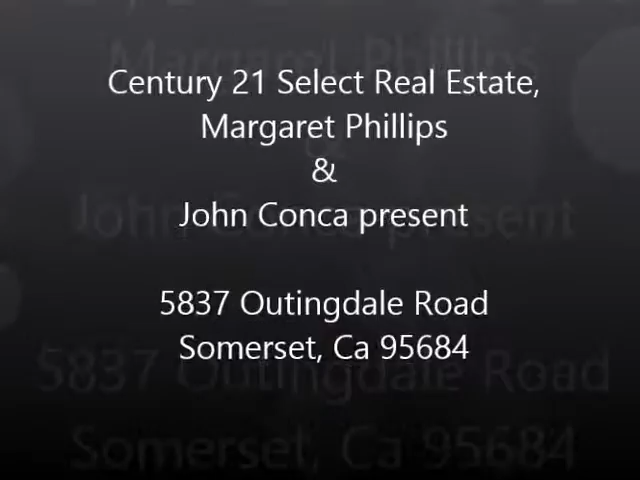 Century 21 Select Real Estate,
Margaret Phillips
&
John Conca present
5837 Outingdale Road
Somerset, Ca 95684